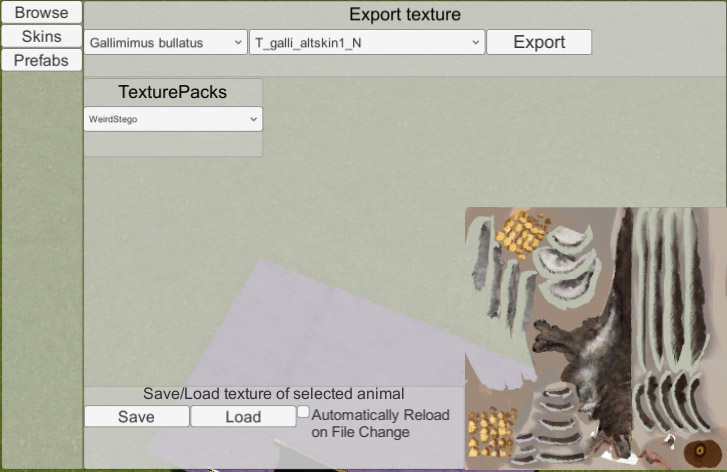 Browse
Skins
Prefabs
Export texture
Gallimimus bullatus
T_galli_altskin1_N
Export
TexturePacks
WeirdStego
Save/Load texture of selected animal
Save
Load
Automatically Reload
on File Change